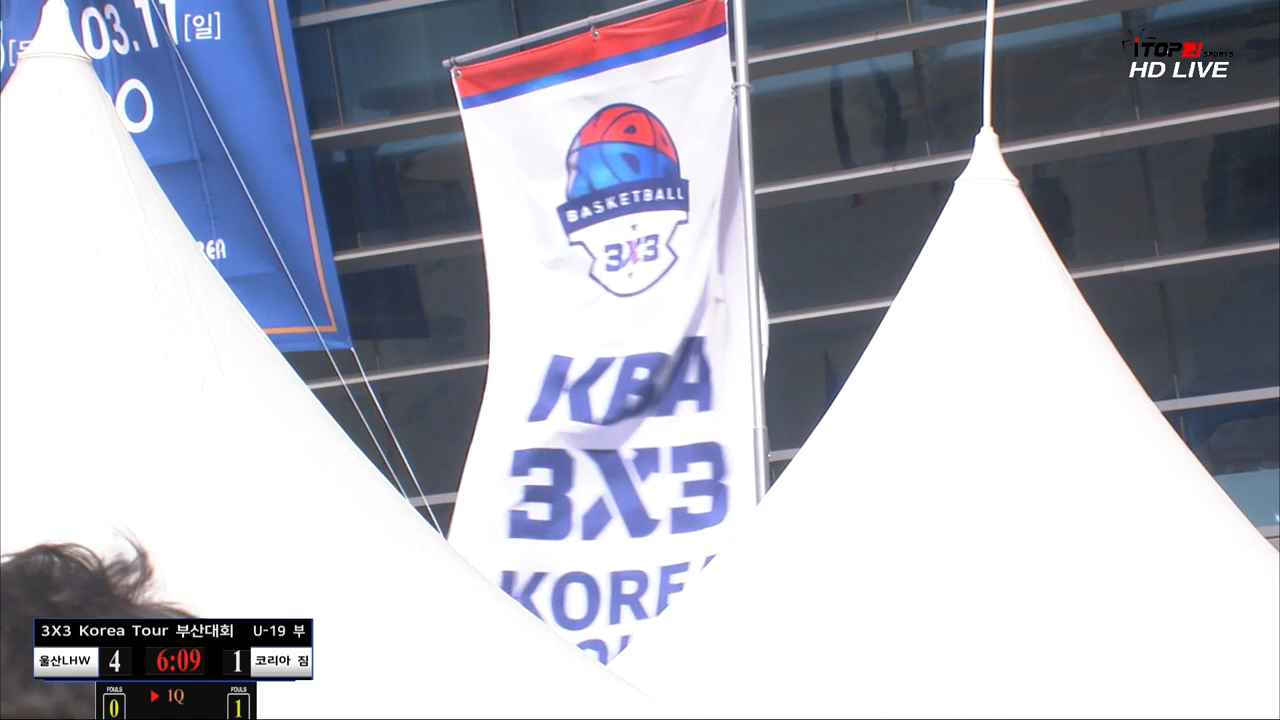 03.11[일]
iTOP21 SPORTS
HD LIVE
BASKETBALL
3X3
KBA
3X3
KOREA
3X3 Korea Tour 부산대회 U-19 부
울산LHW 4 6:09 1 코리아 짐
FOULS 0 1Q FOULS 1